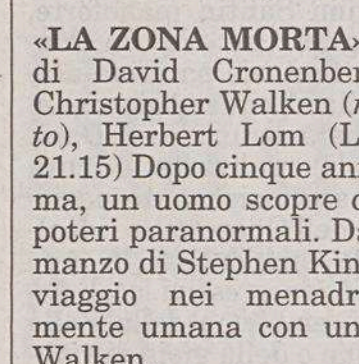 «LA ZONA MORTA»
di David Cronenber
Christopher Walken (
to), Herbert Lom (L
21.15) Dopo cinque an
ma, un uomo scopre
poteri paranormali. D
manzo di Stephen Kin
viaggio nei menadr
mente umana con un
Walken